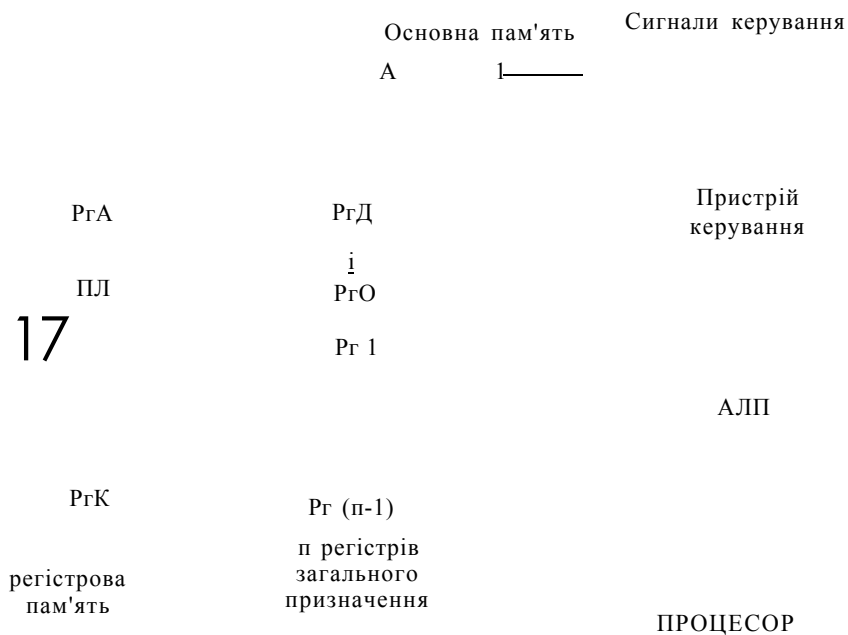 Основна пам'ять
Сигнали керування
А 1
РгА
РгД
Пристрій
керування
і
ПЛ
РгО
17
Рг 1
АЛП
РгК
Рг (п-1)
п регістрів
загального
призначення
регістрова
пам'ять
ПРОЦЕСОР